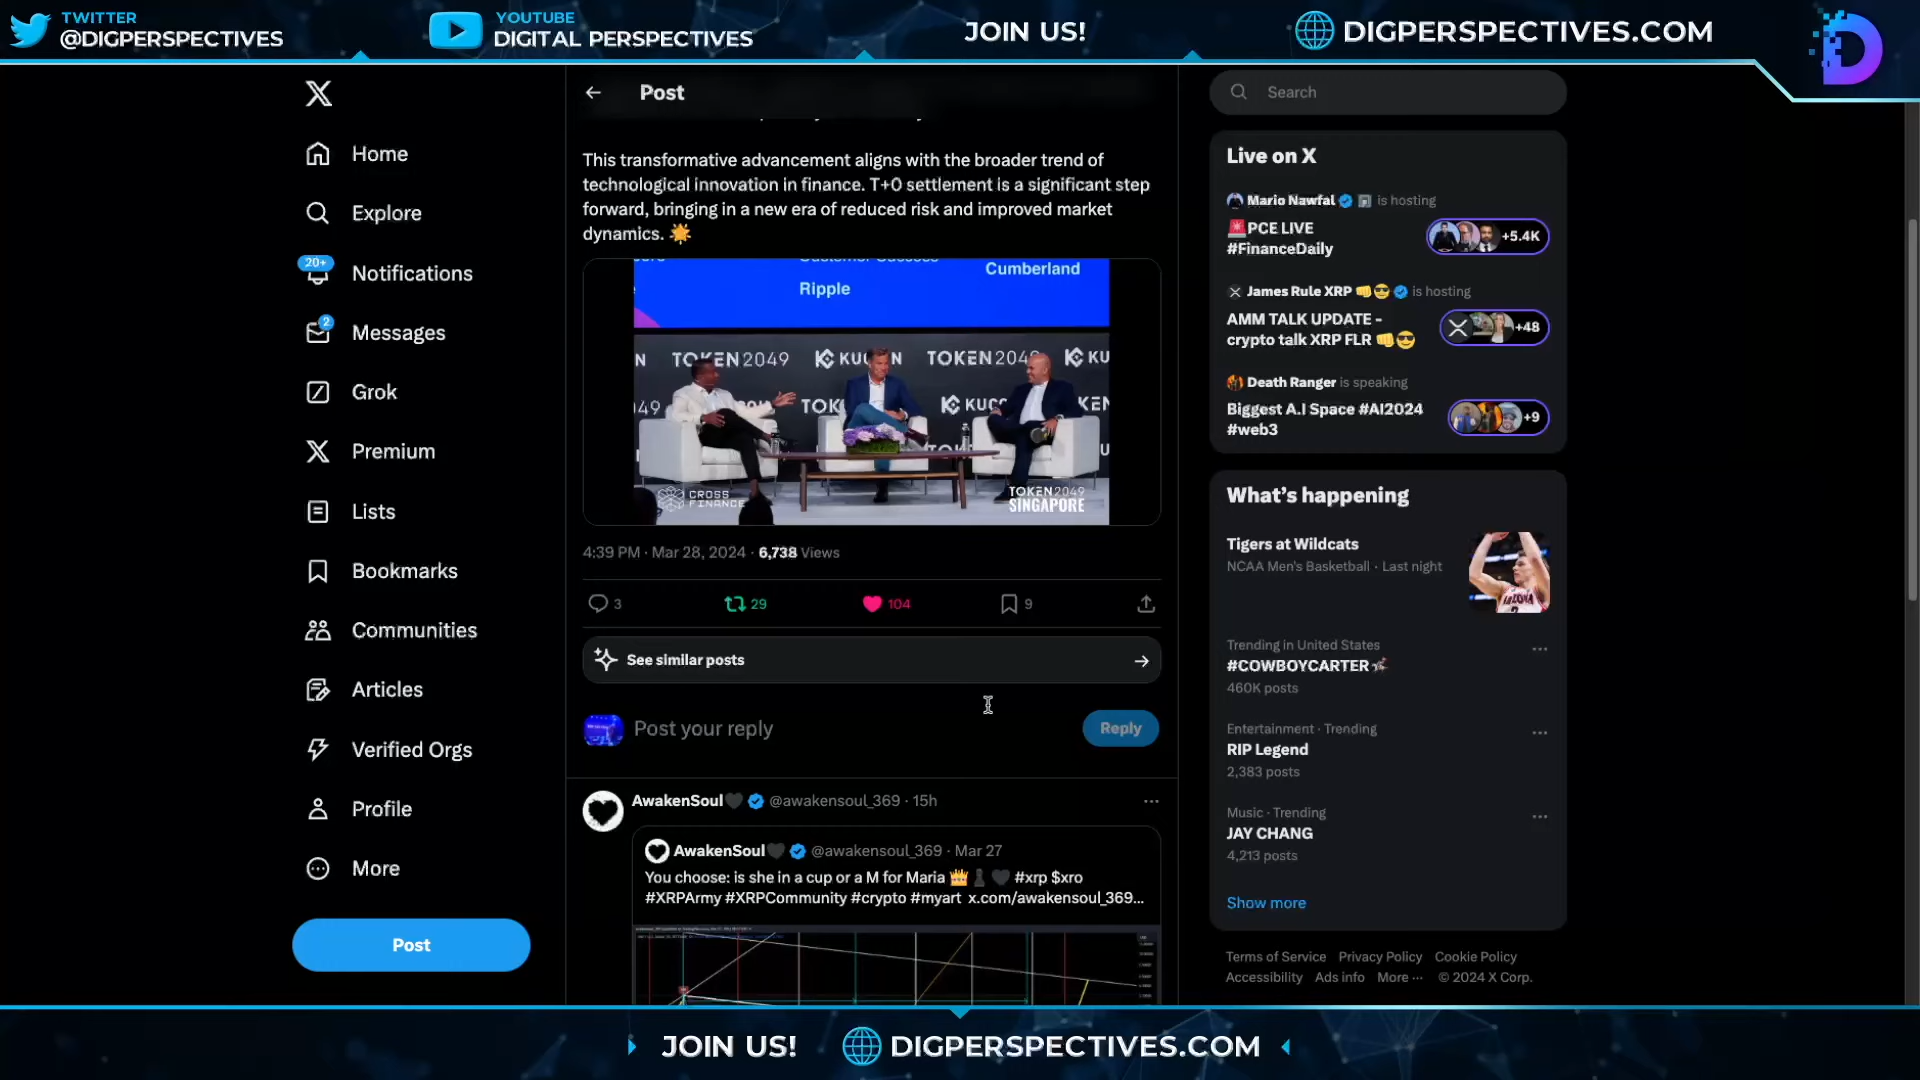 TWITTER
@DIGPERSPECTIVES
YOUTUBE
DIGITAL PERSPECTIVES
JOIN US!
DIGPERSPECTIVES.COM
Home
Explore
20+
Notifications
2
Messages
Grok
Premium
Lists
Bookmarks
Communities
Articles
Verified Orgs
Profile
More
Post
Post
This transformative advancement aligns with the broader trend of
technological innovation in finance. T+0 settlement is a significant step
forward, bringing in a new era of reduced risk and improved market
dynamics. ☀️
Cumberland
Ripple
TOKEN2049 TOKEN2049
CROSS
FINANCE
TOKEN2049
SINGAPORE
4:39 PM · Mar 28, 2024 · 6,738 Views
3 29 104 9
See similar posts
Post your reply
Reply
AwakenSoul🖤 @awakensoul_369 · 15h
AwakenSoul🖤 @awakensoul_369 · Mar 27
You choose: is she in a cup or a M for Maria 👑♟️🖤 #xrp $xro
#XRPArmy #XRPCommunity #crypto #myart x.com/awakensoul_369...
Search
Live on X
Mario Nawfal is hosting
🚨PCE LIVE
#FinanceDaily
+5.4K
James Rule XRP 👊😎 is hosting
AMM TALK UPDATE -
crypto talk XRP FLR 👊😎
+48
Death Ranger is speaking
Biggest A.I Space #AI2024
#web3
+9
What's happening
Tigers at Wildcats
NCAA Men's Basketball · Last night
Trending in United States
#COWBOYCARTER
460K posts
Entertainment · Trending
RIP Legend
2,383 posts
Music · Trending
JAY CHANG
4,213 posts
Show more
Terms of Service Privacy Policy Cookie Policy
Accessibility Ads info More ··· © 2024 X Corp.
JOIN US!
DIGPERSPECTIVES.COM